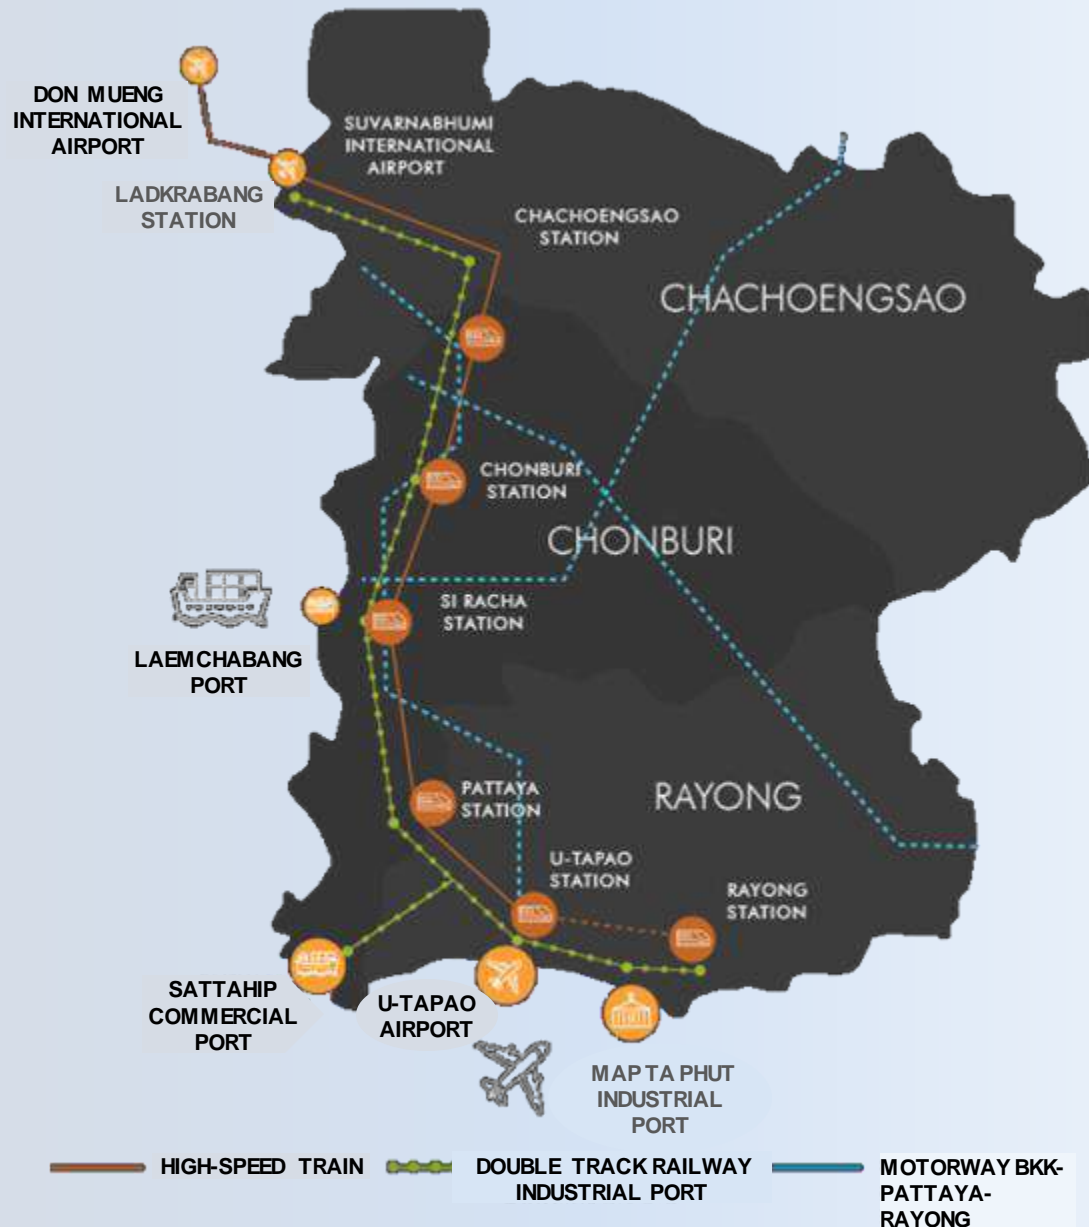 DON MUENG
INTERNATIONAL
AIRPORT
SUVARNABHUMI
INTERNATIONAL
AIRPORT
LADKRABANG
STATION
CHACHOENGSAO
STATION
CHACHOENGSAO
CHONBURI
STATION
CHONBURI
SI RACHA
STATION
LAEMCHABANG
PORT
PATTAYA
STATION
RAYONG
U-TAPAO
STATION
RAYONG
STATION
SATTAHIP
COMMERCIAL
PORT
U-TAPAO
AIRPORT
MAP TA PHUT
INDUSTRIAL
PORT
HIGH-SPEED TRAIN
DOUBLE TRACK RAILWAY
INDUSTRIAL PORT
MOTORWAY BKK-
PATTAYA-
RAYONG